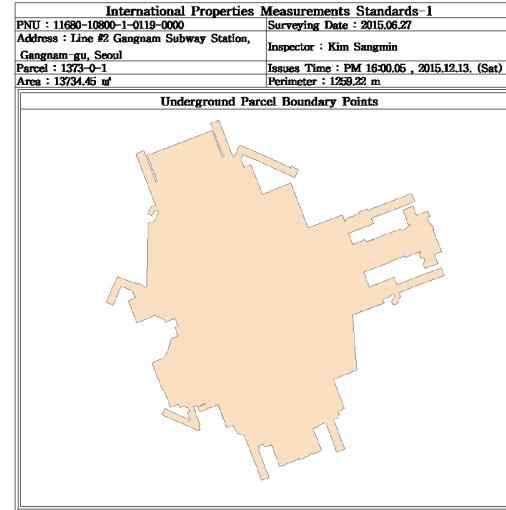 International Properties Measurements Standards-1
PNU : 11680-10800-1-0119-0000
Surveying Date : 2015.06.27
Address : Line #2 Gangnam Subway Station,
Gangnam-gu, Seoul
Inspector : Kim Sangmin
Parcel : 1373-0-1
Issues Time : PM 16:00.05 , 2015.12.13. (Sat)
Area : 13734.45 ㎡
Perimeter : 1259.22 m
Underground Parcel Boundary Points